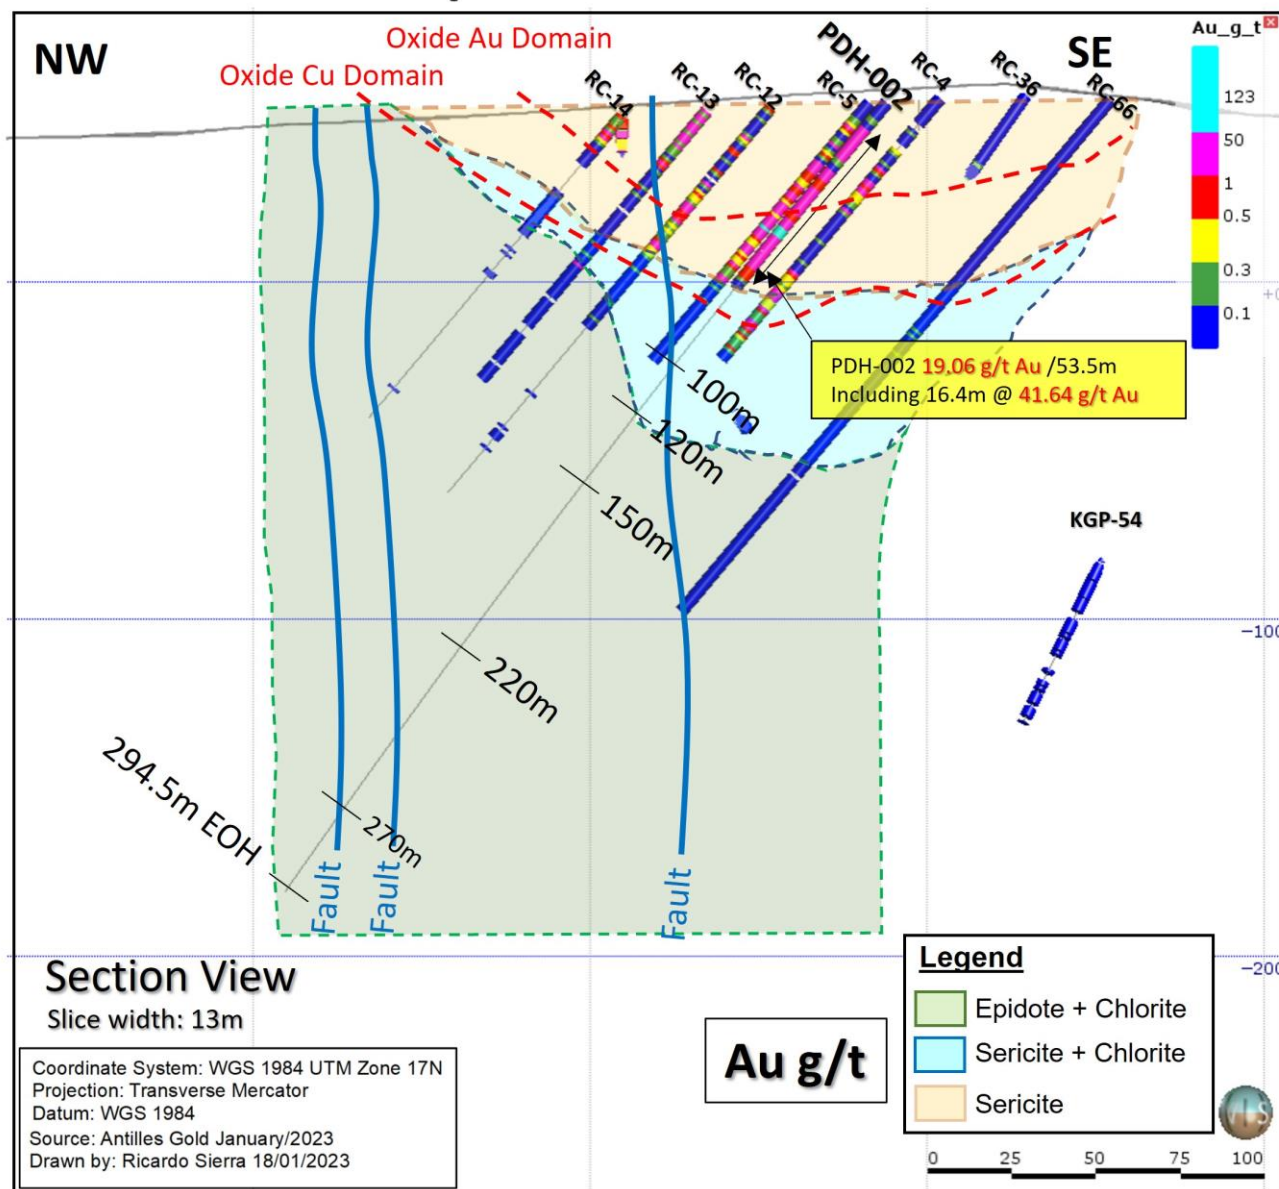 NW
Oxide Au Domain
Oxide Cu Domain
RC-14
RC-13
RC-12
RC-5
PDH-002
RC-4
RC-36
SE
RC-66
Au_g_t
123
50
1
0.5
0.3
0.1
PDH-002 19.06 g/t Au /53.5m
Including 16.4m @ 41.64 g/t Au
100m
120m
150m
220m
270m
294.5m EOH
KGP-54
−100
−200
Fault
Fault
Fault
Section View
Slice width: 13m
Coordinate System: WGS 1984 UTM Zone 17N
Projection: Transverse Mercator
Datum: WGS 1984
Source: Antilles Gold January/2023
Drawn by: Ricardo Sierra 18/01/2023
Au g/t
Legend
Epidote + Chlorite
Sericite + Chlorite
Sericite
0 25 50 75 100